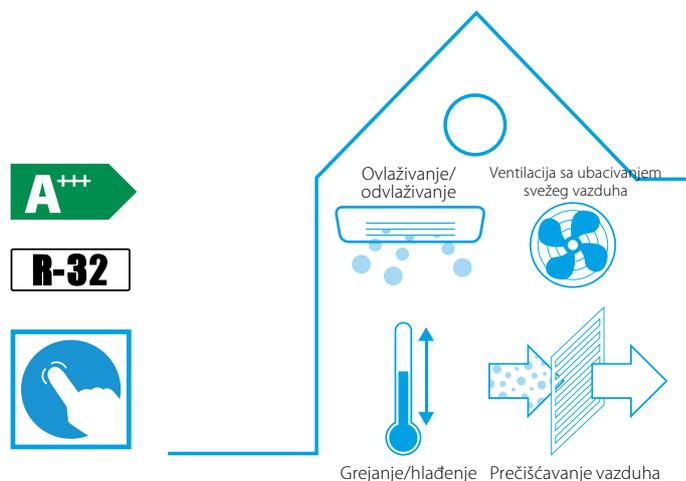 A+++
R-32
Ovlaživanje/
odvlaživanje
Ventilacija sa ubacivanjem
svežeg vazduha
Grejanje/hlađenje
Prečišćavanje vazduha